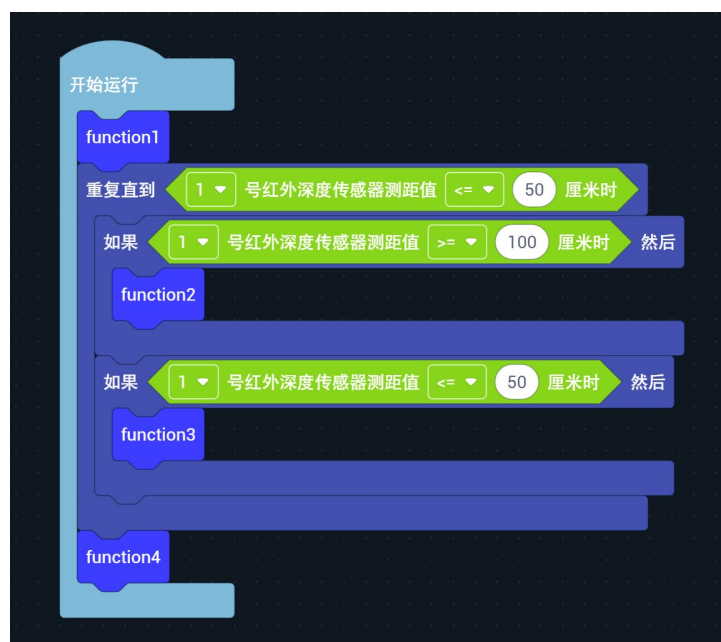 开始运行
function1
重复直到 1 号红外深度传感器测距值 <= 50 厘米时
如果 1 号红外深度传感器测距值 >= 100 厘米时 然后
function2
如果 1 号红外深度传感器测距值 <= 50 厘米时 然后
function3
function4